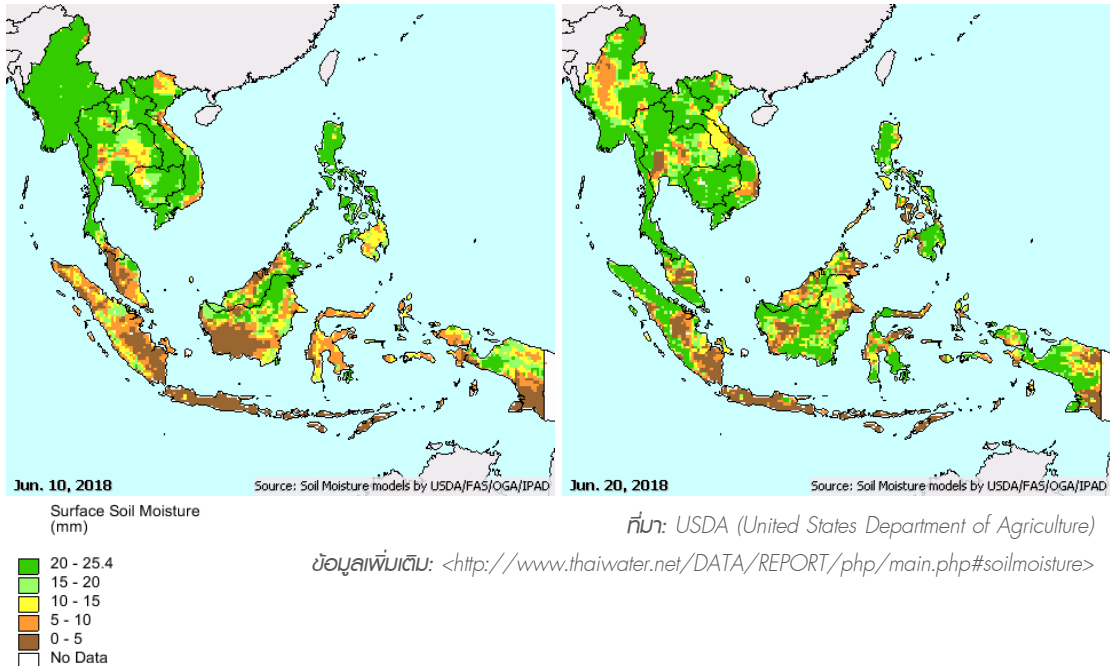 Jun. 10, 2018
Source: Soil Moisture models by USDA/FAS/OGA/IPAD
Jun. 20, 2018
Source: Soil Moisture models by USDA/FAS/OGA/IPAD
Surface Soil Moisture
(mm)
20 - 25.4
15 - 20
10 - 15
5 - 10
0 - 5
No Data
ที่มา: USDA (United States Department of Agriculture)
ข้อมูลเพิ่มเติม: <http://www.thaiwater.net/DATA/REPORT/php/main.php#soilmoisture>